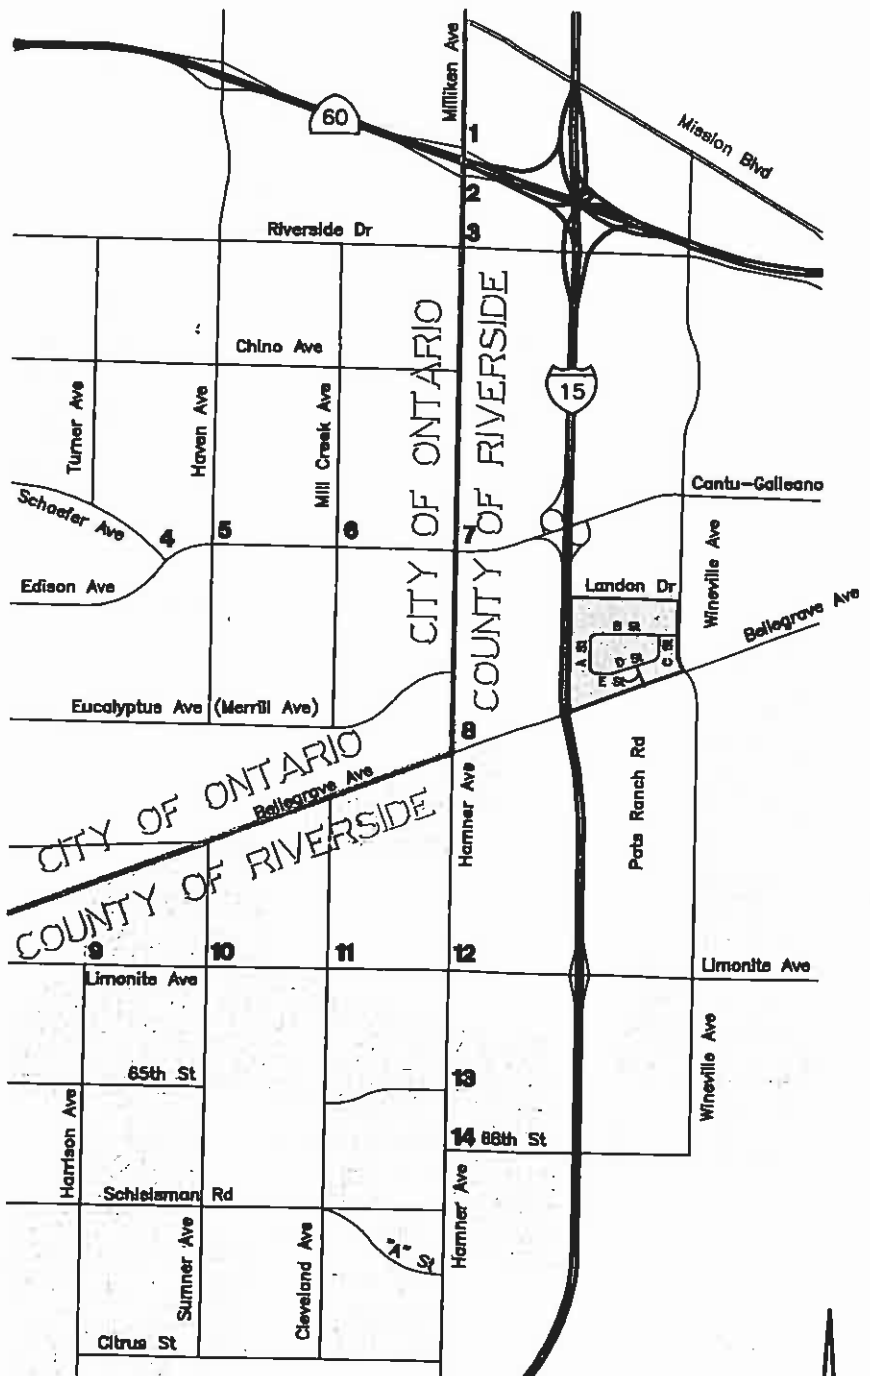 Milliken Ave
60
1
Mission Blvd
2
Riverside Dr
3
CITY OF ONTARIO
COUNTY OF RIVERSIDE
Chino Ave
15
Turner Ave
Haven Ave
Mill Creek Ave
Cantu-Galleano
Schaefer Ave
4
5
6
7
Edison Ave
Landon Dr
Wineville Ave
Bellegrave Ave
B St
A St
D St
C St
E St
Eucalyptus Ave (Merrill Ave)
8
CITY OF ONTARIO
Bellegrave Ave
COUNTY OF RIVERSIDE
Hamner Ave
Pats Ranch Rd
9
10
11
12
Limonite Ave
Limonite Ave
65th St
13
Wineville Ave
Harrison Ave
14
68th St
Schleisman Rd
Sumner Ave
Cleveland Ave
"A" St
Hamner Ave
Citrus St